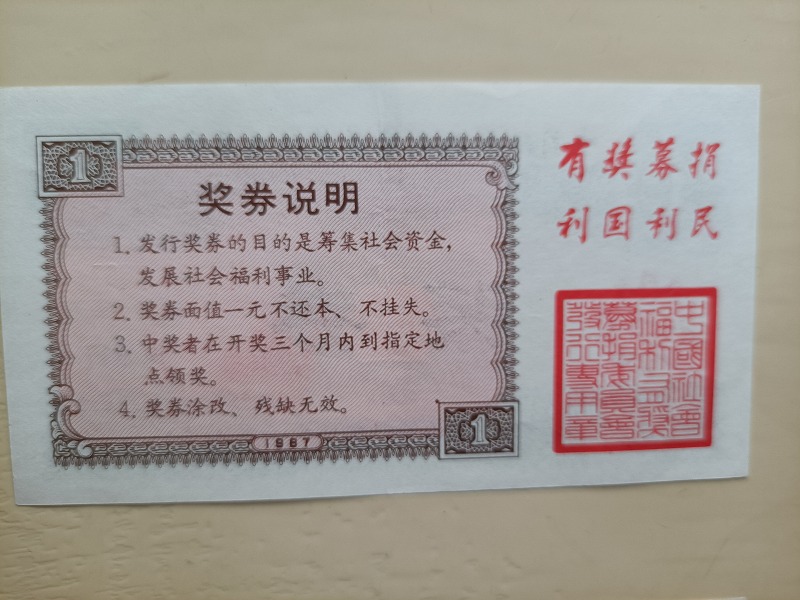 1
奖券说明
1. 发行奖券的目的是筹集社会资金,
发展社会福利事业。
2. 奖券面值一元不还本、不挂失。
3. 中奖者在开奖三个月内到指定地
点领奖。
4. 奖券涂改、残缺无效。
1987
1
有奖募捐
利国利民
中國社會
福利有獎
募捐委員會
發行專用章